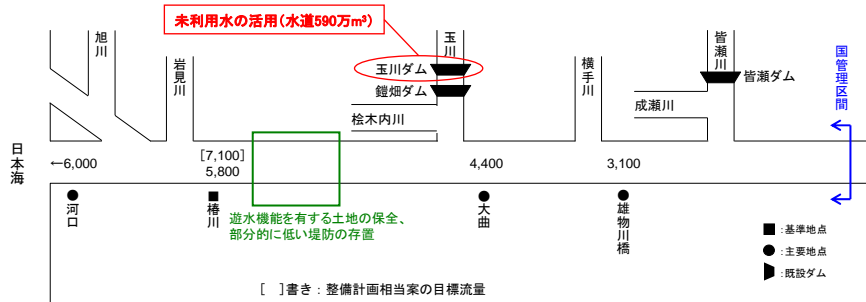 未利用水の活用（水道590万m³）
旭川
岩見川
玉川
玉川ダム
鎧畑ダム
桧木内川
横手川
皆瀬川
皆瀬ダム
成瀬川
国管理区間
日本海
←6,000
[7,100]
5,800
4,400
3,100
河口
椿川
遊水機能を有する土地の保全、
部分的に低い堤防の存置
大曲
雄物川橋
■ :基準地点
● :主要地点
:既設ダム
［　］書き：整備計画相当案の目標流量